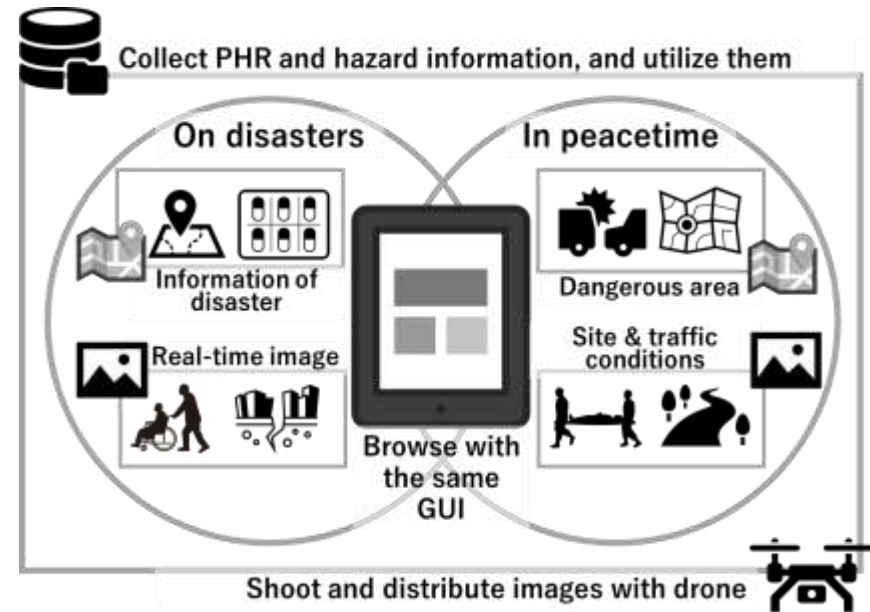 Collect PHR and hazard information, and utilize them
On disasters
In peacetime
Information of
disaster
Real-time image
Dangerous area
Site & traffic
conditions
Browse with
the same
GUI
Shoot and distribute images with drone